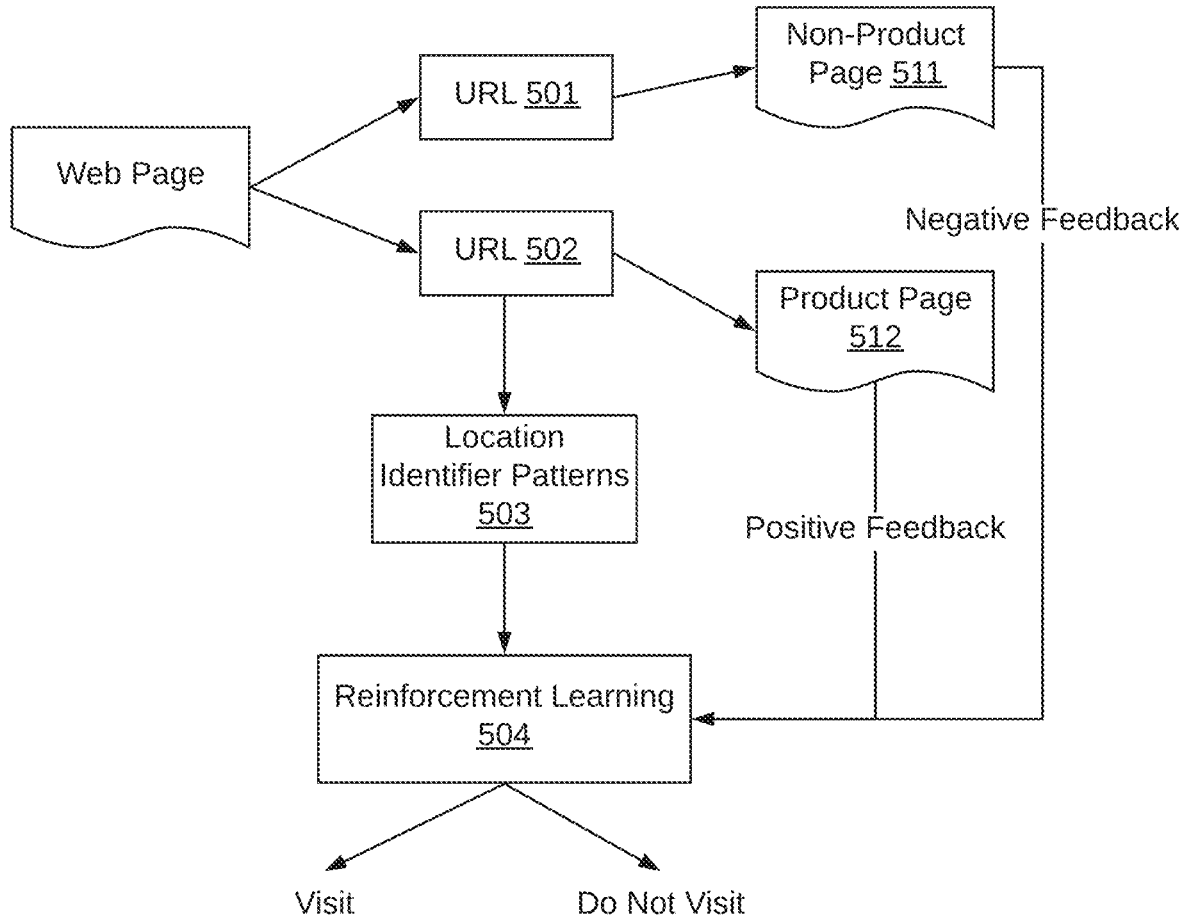 Non-Product
Page 511
URL 501
Web Page
Negative Feedback
URL 502
Product Page
512
Location
Identifier Patterns
503
Positive Feedback
Reinforcement Learning
504
Visit
Do Not Visit